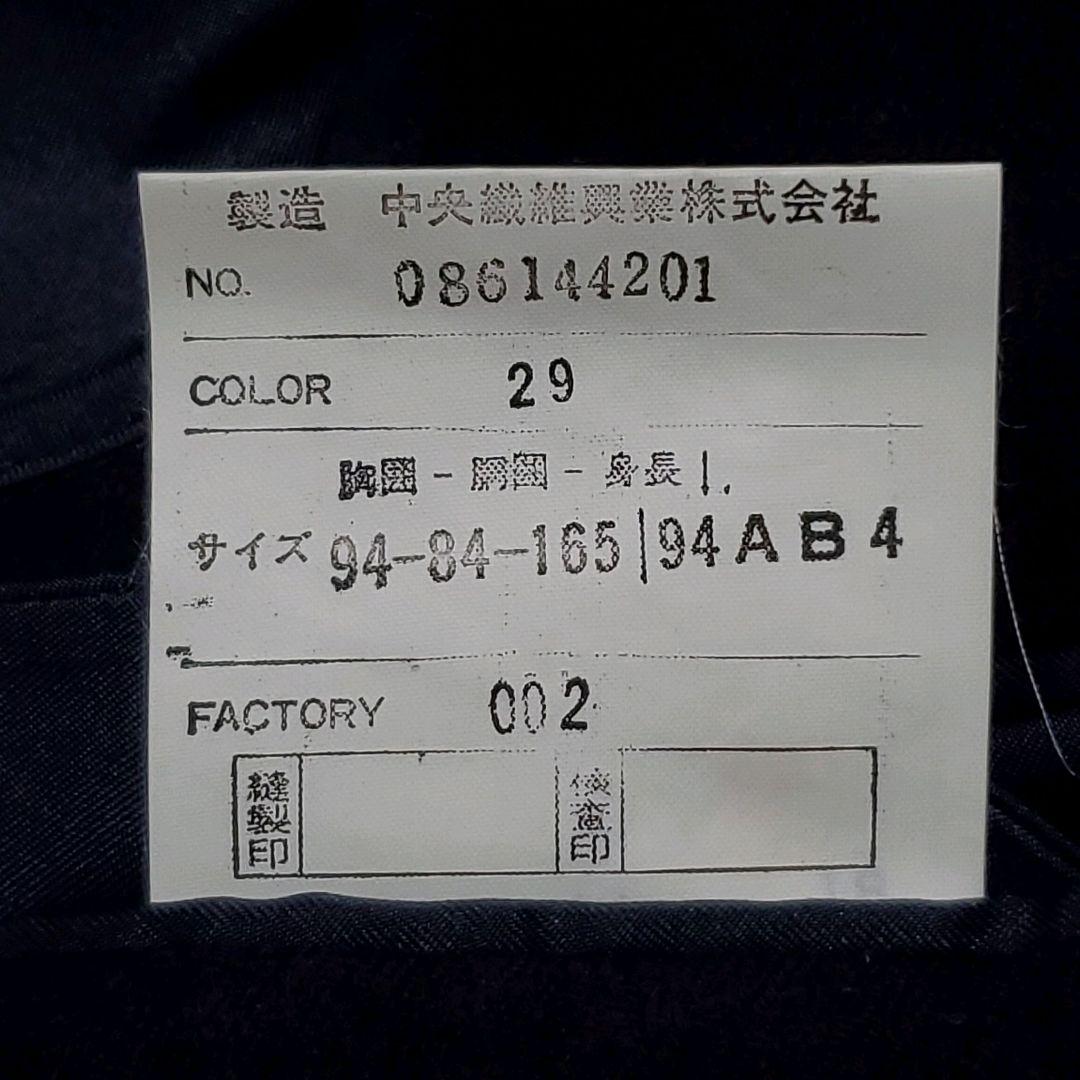 製造 中央繊維興業株式会社
NO. 086144201
COLOR 29
胸囲 - 胴囲 - 身長
サイズ 94-84-165|94AB4
FACTORY 002
縫製印
検査印